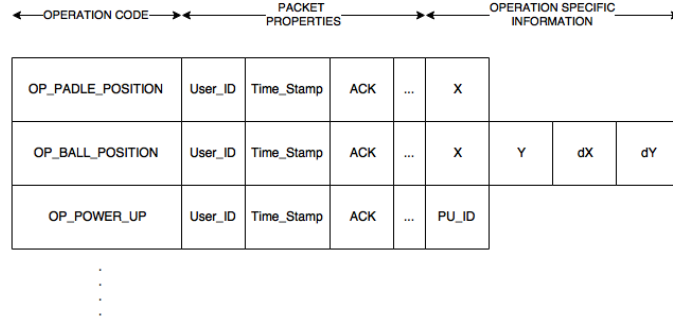 OPERATION CODE
PACKET
PROPERTIES
OPERATION SPECIFIC
INFORMATION
OP_PADLE_POSITION User_ID Time_Stamp ACK ... X
OP_BALL_POSITION User_ID Time_Stamp ACK ... X Y dX dY
OP_POWER_UP User_ID Time_Stamp ACK ... PU_ID
.
.
.
.